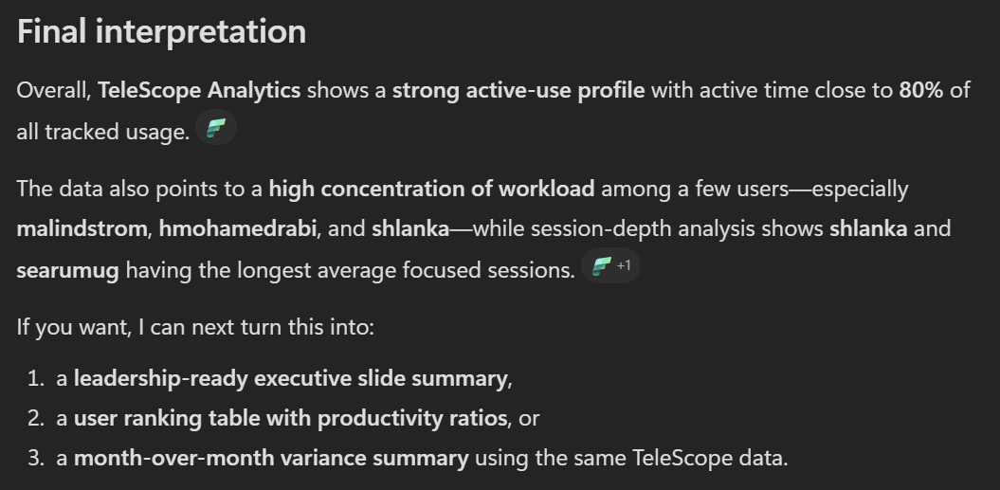 Final interpretation
Overall, TeleScope Analytics shows a strong active-use profile with active time close to 80% of
all tracked usage.
The data also points to a high concentration of workload among a few users—especially
malindstrom, hmohamedrabi, and shlanka—while session-depth analysis shows shlanka and
searumug having the longest average focused sessions. +1
If you want, I can next turn this into:
1. a leadership-ready executive slide summary,
2. a user ranking table with productivity ratios, or
3. a month-over-month variance summary using the same TeleScope data.